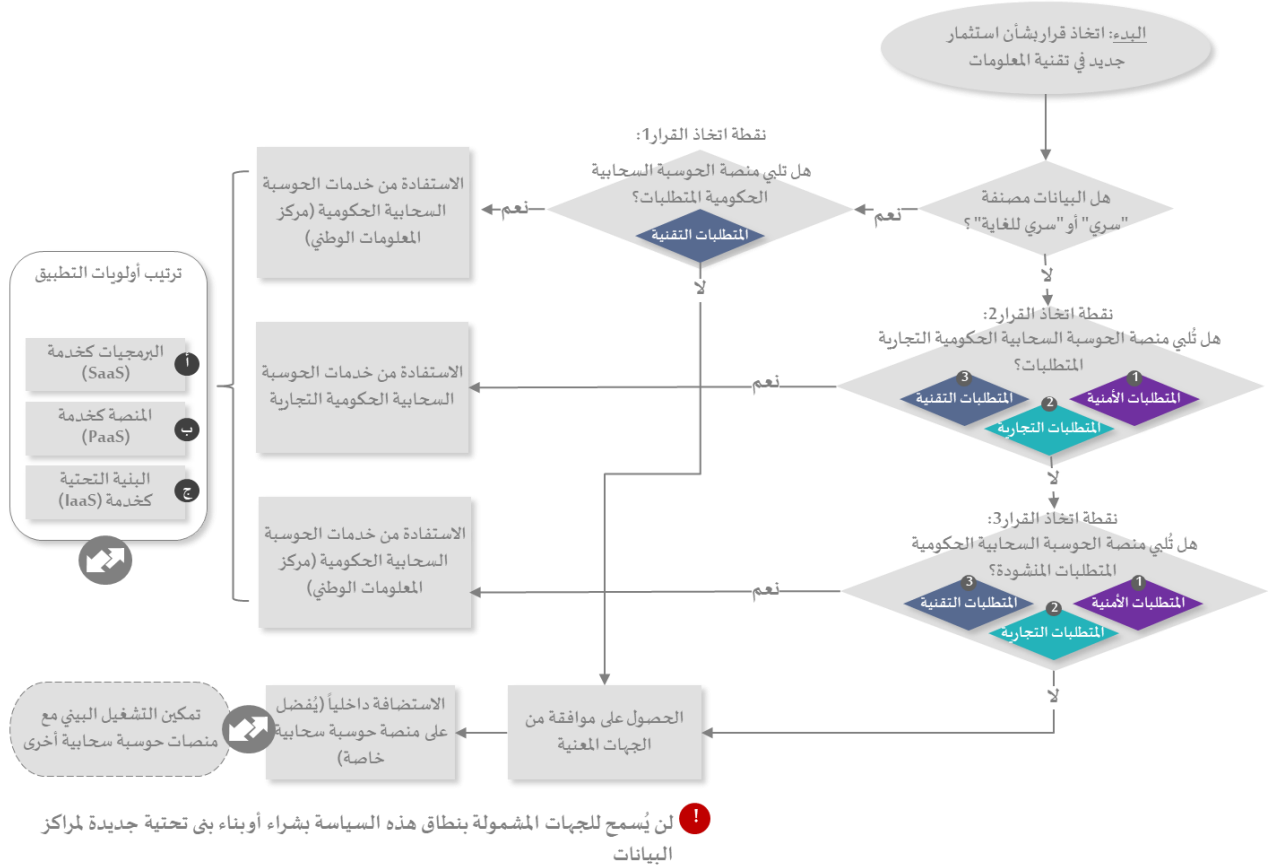 البدء: اتخاذ قرار بشأن استثمار
جديد في تقنية المعلومات
هل البيانات مصنفة
"سري" أو "سري للغاية" ؟
نعم
لا
نقطة اتخاذ القرار1:
هل تلبي منصة الحوسبة السحابية
الحكومية المتطلبات؟
المتطلبات التقنية
نعم
لا
الاستفادة من خدمات الحوسبة
السحابية الحكومية (مركز
المعلومات الوطني)
نقطة اتخاذ القرار2:
هل تُلبي منصة الحوسبة السحابية الحكومية التجارية
المتطلبات؟
1
المتطلبات الأمنية
2
المتطلبات التجارية
3
المتطلبات التقنية
نعم
لا
الاستفادة من خدمات الحوسبة
السحابية الحكومية التجارية
نقطة اتخاذ القرار3:
هل تُلبي منصة الحوسبة السحابية الحكومية
المتطلبات المنشودة؟
1
المتطلبات الأمنية
2
المتطلبات التجارية
3
المتطلبات التقنية
نعم
لا
الاستفادة من خدمات الحوسبة
السحابية الحكومية (مركز
المعلومات الوطني)
ترتيب أولويات التطبيق
أ
البرمجيات كخدمة
(SaaS)
ب
المنصة كخدمة
(PaaS)
ج
البنية التحتية
كخدمة (IaaS)
الحصول على موافقة من
الجهات المعنية
الاستضافة داخلياً (يُفضل
على منصة حوسبة سحابية
خاصة)
تمكين التشغيل البيني مع
منصات حوسبة سحابية أخرى
!
لن يُسمح للجهات المشمولة بنطاق هذه السياسة بشراء أو بناء بنى تحتية جديدة لمراكز
البيانات